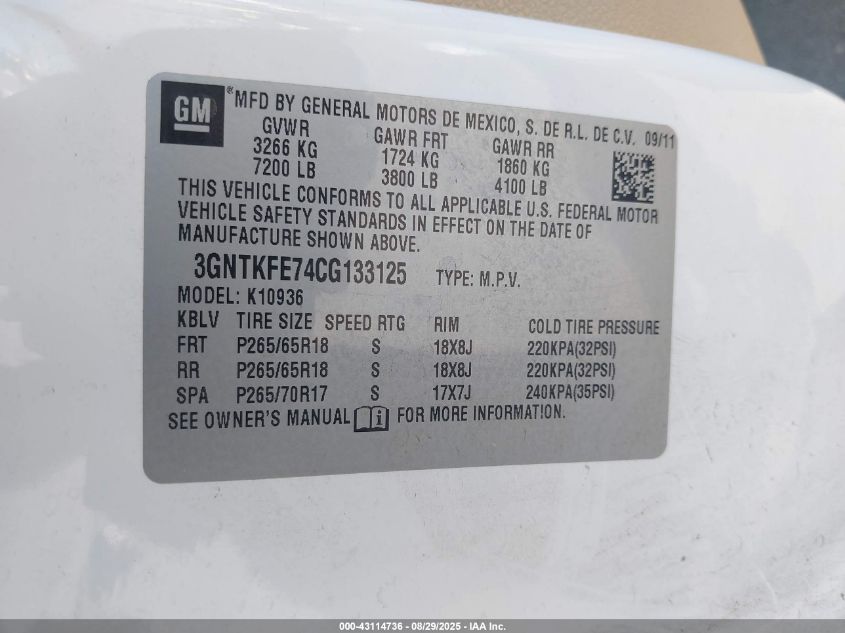 GM ® MFD BY GENERAL MOTORS DE MEXICO, S. DE R.L. DE C.V. 09/11
GVWR GAWR FRT GAWR RR
3266 KG 1724 KG 1860 KG
7200 LB 3800 LB 4100 LB
THIS VEHICLE CONFORMS TO ALL APPLICABLE U.S. FEDERAL MOTOR
VEHICLE SAFETY STANDARDS IN EFFECT ON THE DATE OF
MANUFACTURE SHOWN ABOVE.
3GNTKFE74CG133125 TYPE: M.P.V.
MODEL: K10936
KBLV TIRE SIZE SPEED RTG RIM COLD TIRE PRESSURE
FRT P265/65R18 S 18X8J 220KPA(32PSI)
RR P265/65R18 S 18X8J 220KPA(32PSI)
SPA P265/70R17 S 17X7J 240KPA(35PSI)
SEE OWNER'S MANUAL i FOR MORE INFORMATION.
000-43114736 - 08/29/2025 - IAA Inc.